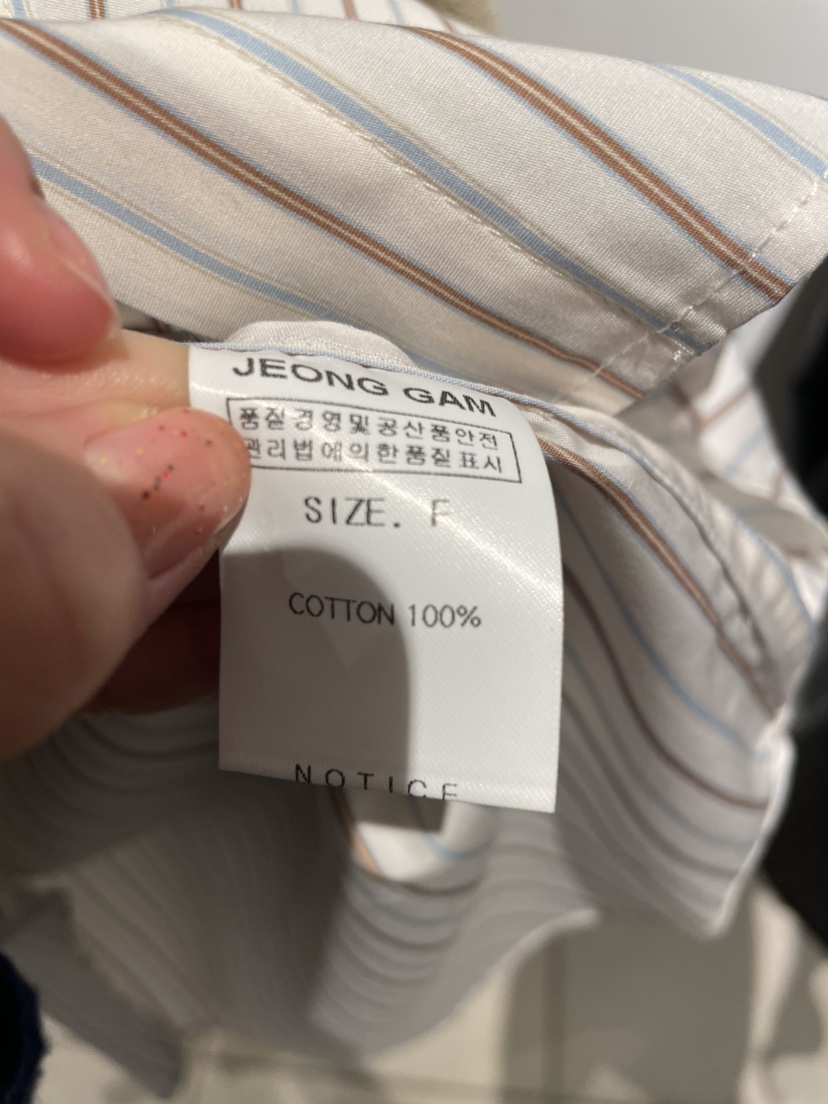 JEONG GAM
품질경영및공산품안전
관리법에의한품질표시
SIZE. F
COTTON 100%
NOTICE